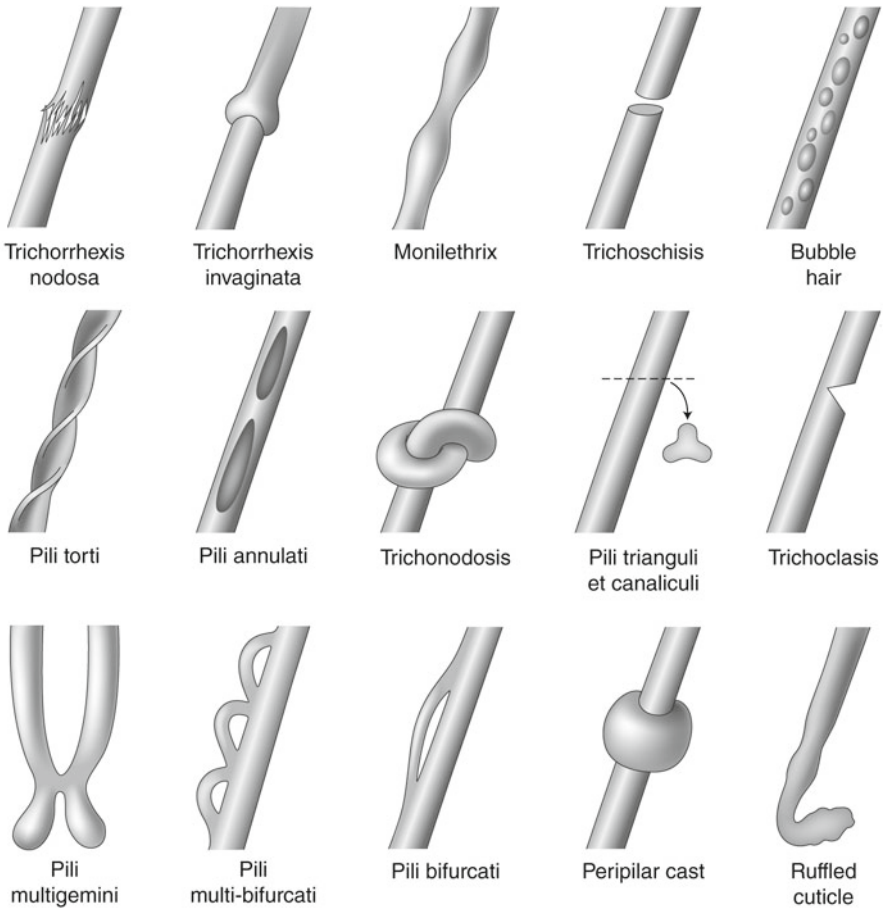 Trichorrhexis
nodosa
Trichorrhexis
invaginata
Monilethrix
Trichoschisis
Bubble
hair
Pili torti
Pili annulati
Trichonodosis
Pili trianguli
et canaliculi
Trichoclasis
Pili
multigemini
Pili
multi-bifurcati
Pili bifurcati
Peripilar cast
Ruffled
cuticle